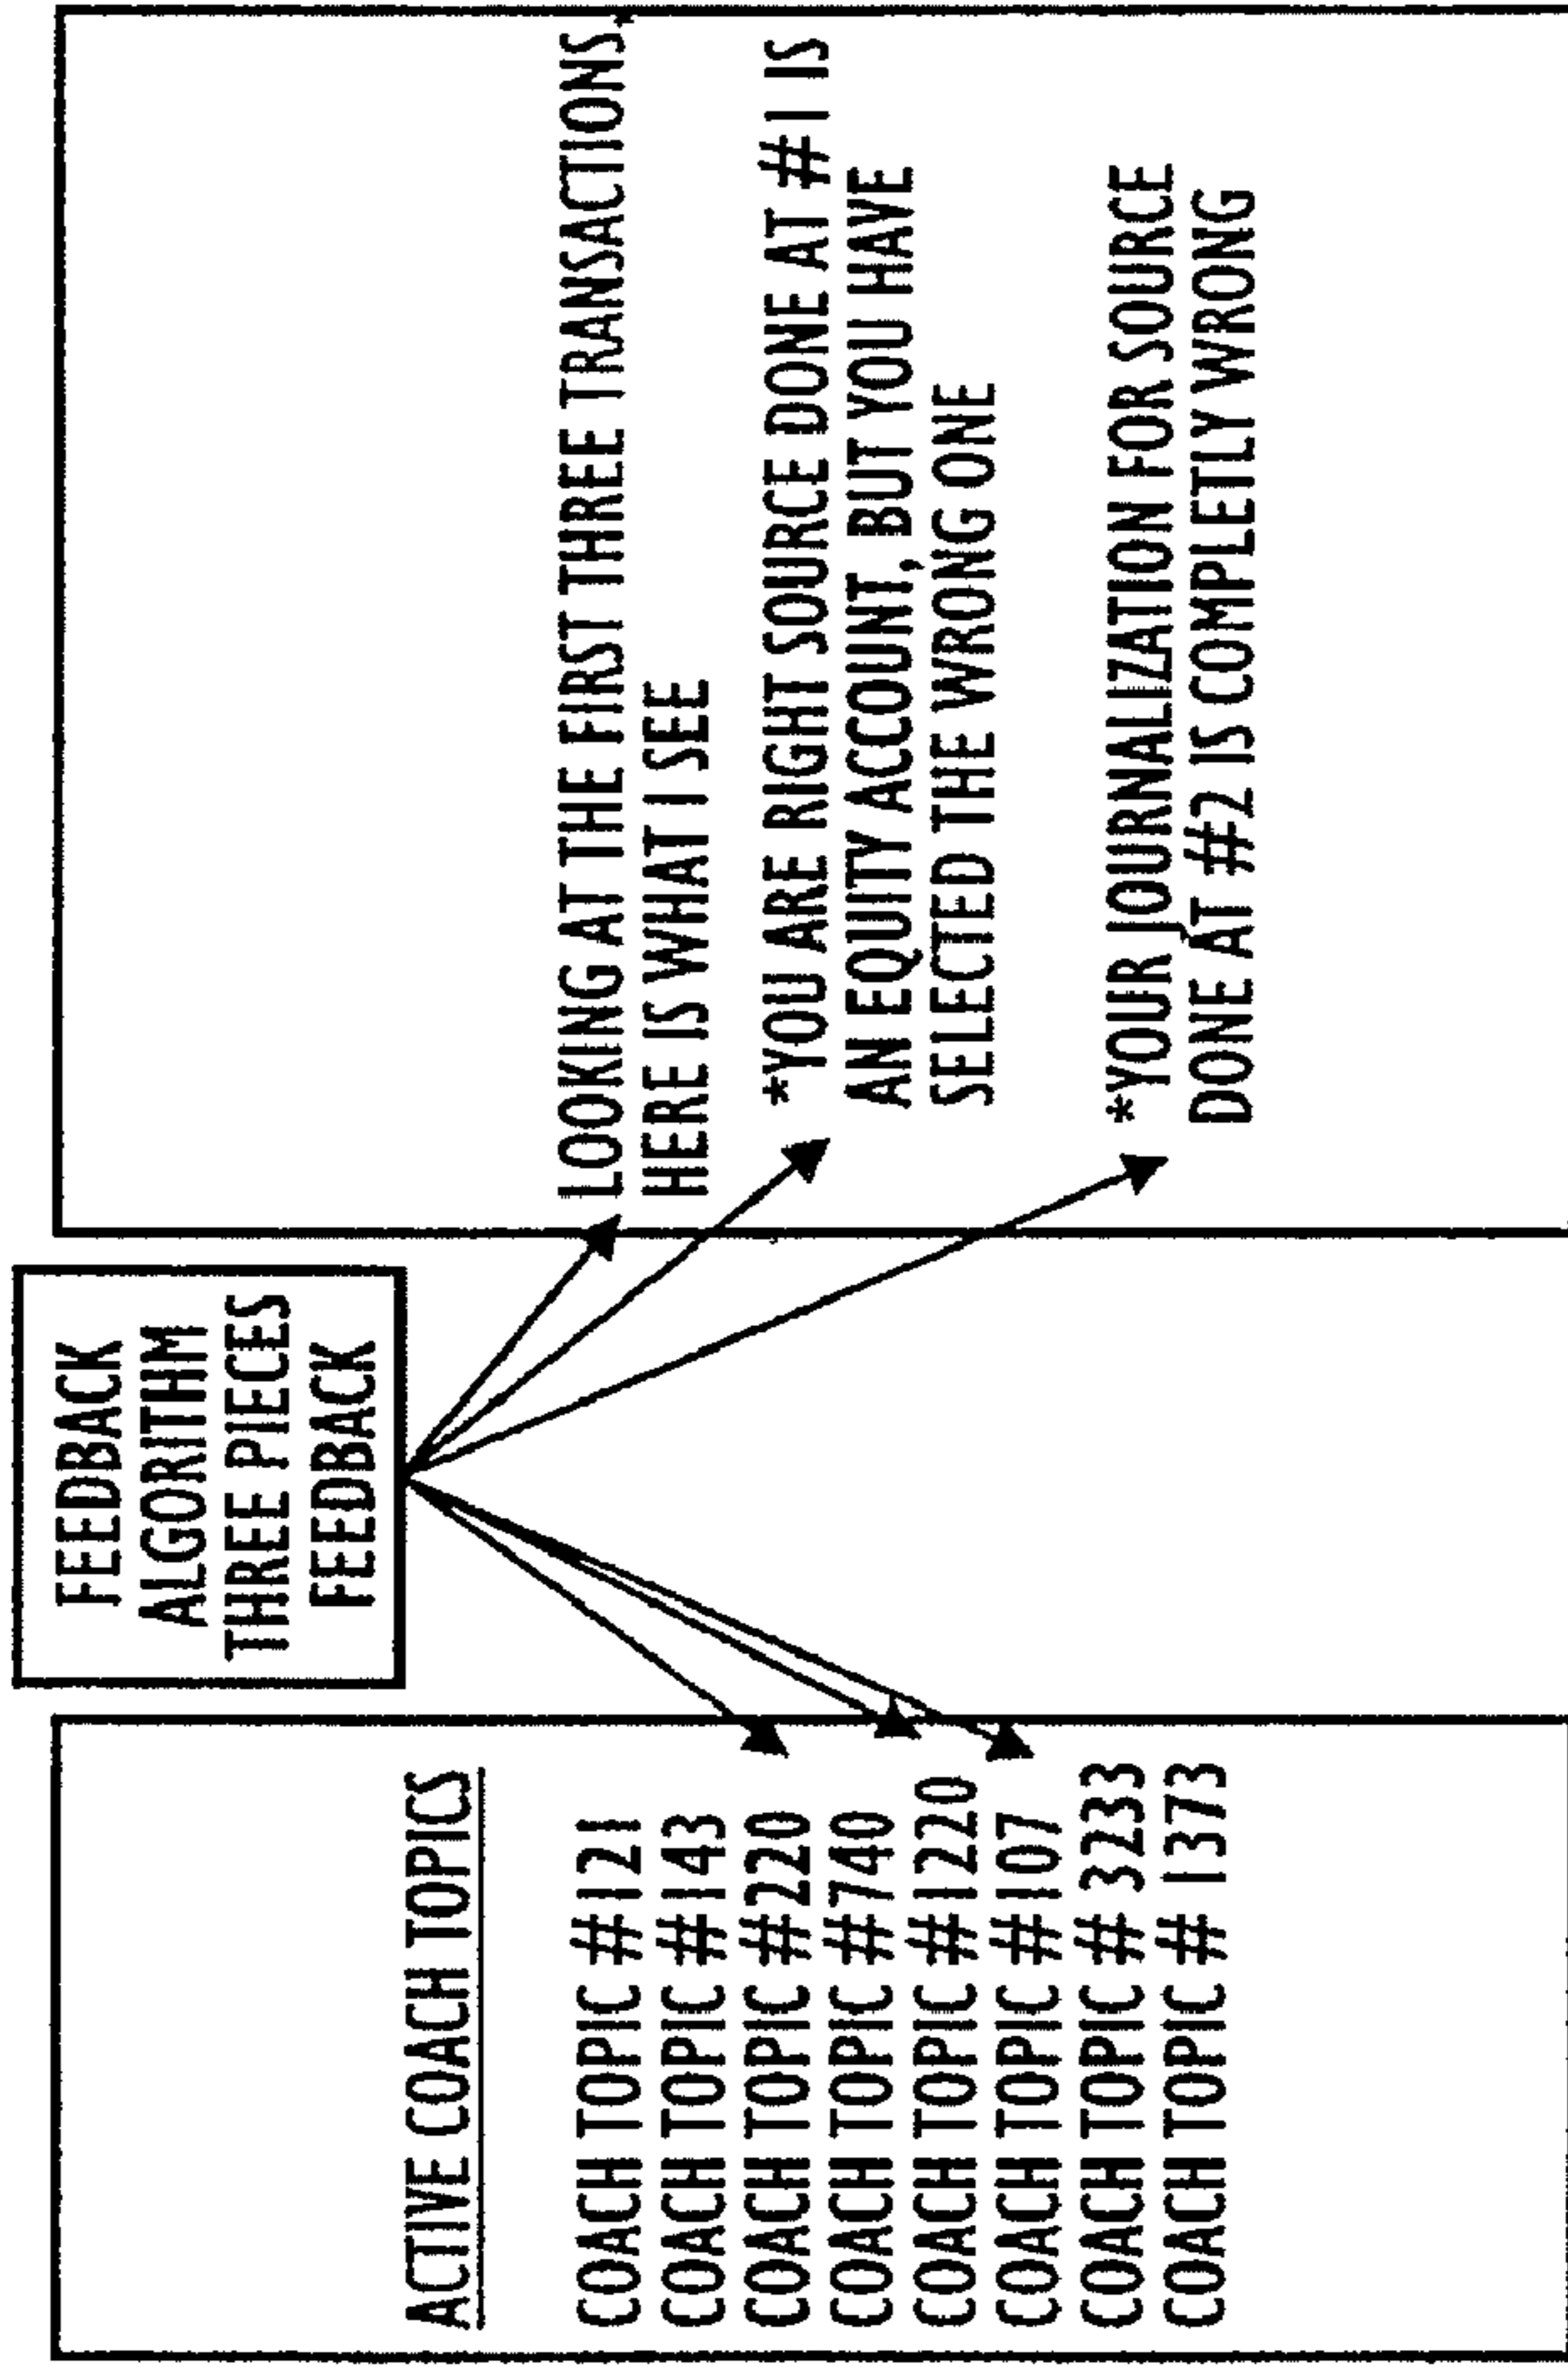 FEEDBACK
ALGORITHM
THREE PIECES
FEEDBACK
ACTIVE COACH TOPICS
COACH TOPIC #121
COACH TOPIC #143
COACH TOPIC #220
COACH TOPIC #740
COACH TOPIC #1220
COACH TOPIC #107
COACH TOPIC # 3233
COACH TOPIC # 1373
LOOKING AT THE FIRST THREE TRANSACTIONS,
HERE IS WHAT I SEE
*YOU ARE RIGHT SOURCE DONE AT #1 IS
AN EQUITY ACCOUNT, BUT YOU HAVE
SELECTED THE WRONG ONE
*YOUR JOURNALIZATION FOR SOURCE
DONE AT #2 IS COMPLETLY WRONG